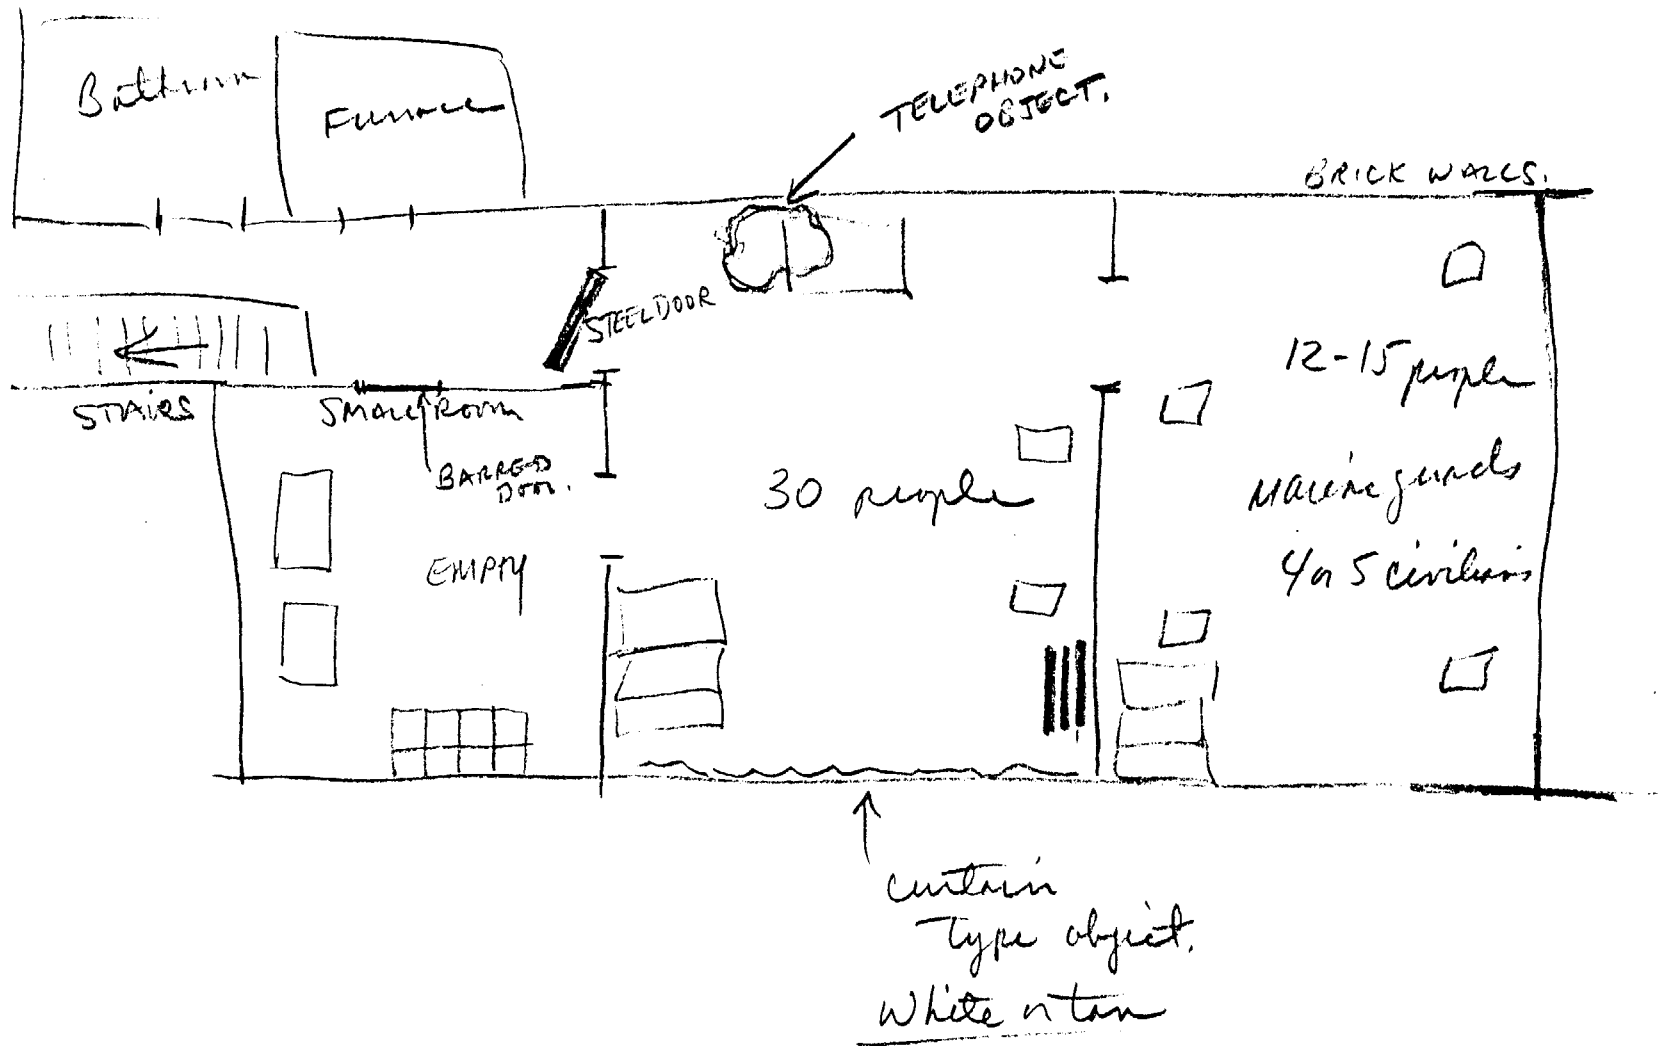 Bathroom
Furnace
TELEPHONE
OBJECT.
BRICK WALLS.
STEEL DOOR
STAIRS
SMALL ROOM
BARRED
DOOR.
EMPTY
30 people
12-15 people
Marine guards
4 or 5 civilians
curtain
Type object.
White or tan